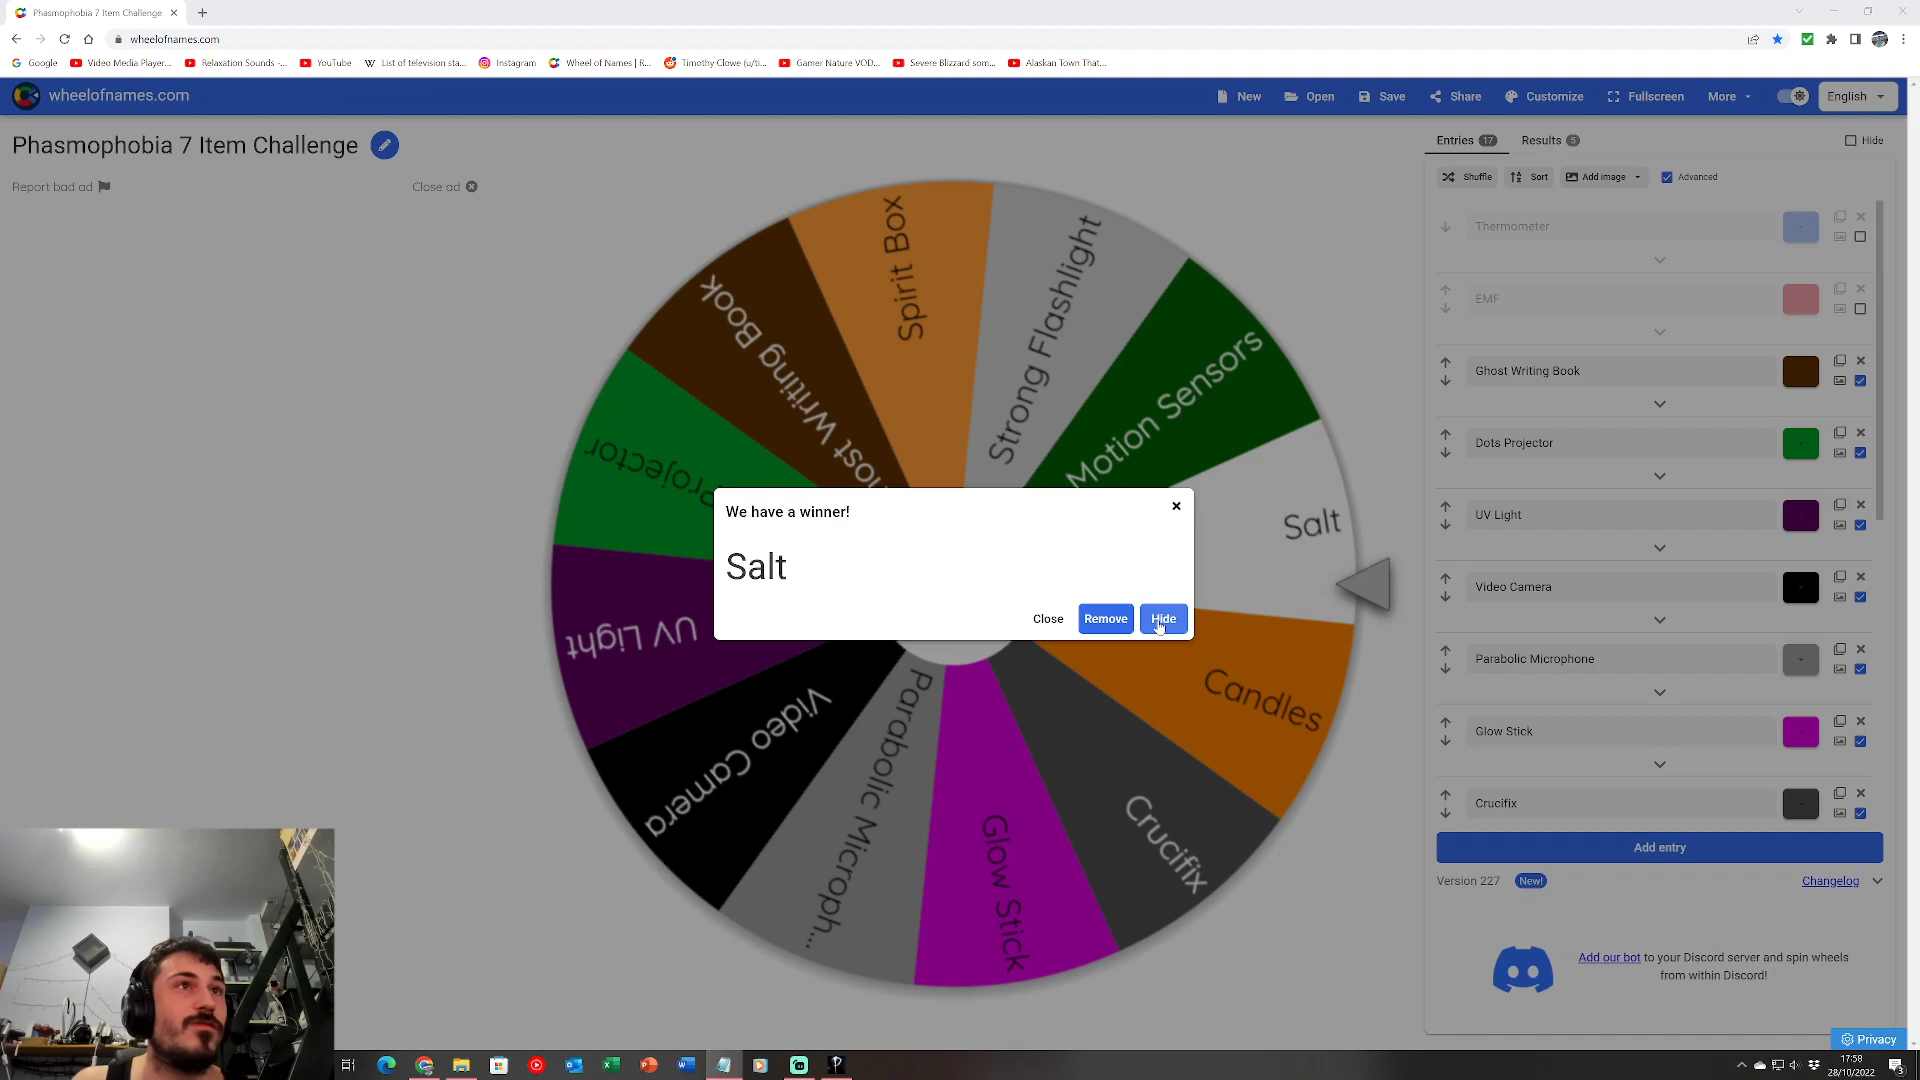 Phasmophobia 7 Item Challenge
wheelofnames.com
Google
Video Media Player...
Relaxation Sounds -...
YouTube
List of television sta...
Instagram
Wheel of Names | R...
Timothy Clowe (u/ti...
Gamer Nature VOD...
Severe Blizzard som...
Alaskan Town That...
wheelofnames.com
New
Open
Save
Share
Customize
Fullscreen
More
English
Phasmophobia 7 Item Challenge
Report bad ad
Close ad
Entries 17
Results 5
Hide
Shuffle
Sort
Add image
Advanced
Thermometer
EMF
Ghost Writing Book
Dots Projector
UV Light
Video Camera
Parabolic Microphone
Glow Stick
Crucifix
Add entry
Version 227
New!
Changelog
Add our bot to your Discord server and spin wheels
from within Discord!
Privacy
Spirit Box
Strong Flashlight
Motion Sensors
Salt
Candles
Crucifix
Glow Stick
Parabolic Microph...
Video Camera
UV Light
Projector
Writing Book
We have a winner!
Salt
Close
Remove
Hide
17:58
28/10/2022
3